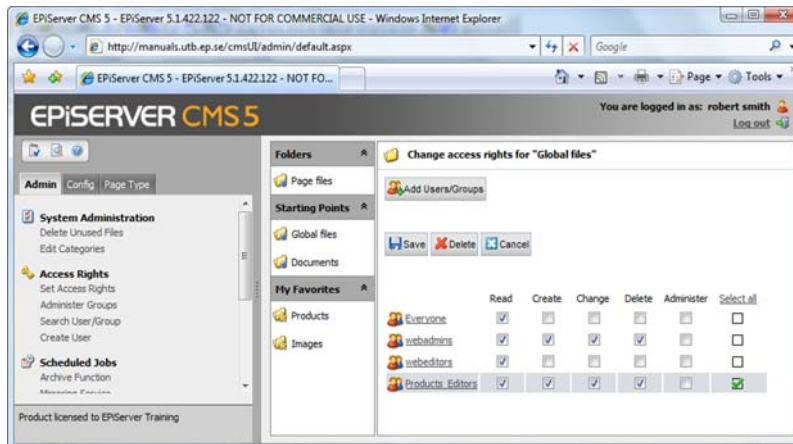 EPiServer CMS 5 - EPiServer 5.1.422.122 - NOT FOR COMMERCIAL USE - Windows Internet Explorer
http://manuals.utb.ep.se/cmsUI/admin/default.aspx
Google
EPiServer CMS 5 - EPiServer 5.1.422.122 - NOT FO...
Page
Tools
EPiSERVER CMS 5
You are logged in as: robert smith
Log out
Admin
Config
Page Type
System Administration
Delete Unused Files
Edit Categories
Access Rights
Set Access Rights
Administer Groups
Search User/Group
Create User
Scheduled Jobs
Archive Function
Product licensed to EPiServer Training
Folders
Page files
Starting Points
Global files
Documents
My Favorites
Products
Images
Change access rights for "Global files"
Add Users/Groups
Save Delete Cancel
Read Create Change Delete Administer Select all
Everyone
webadmins
webeditors
Products_Editors